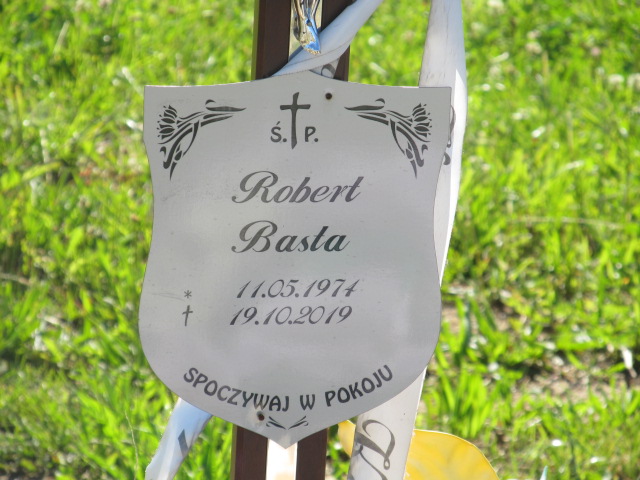 Ś. P.
Robert
Basta
* 11.05.1974
† 19.10.2019
SPOCZYWAJ W POKOJU